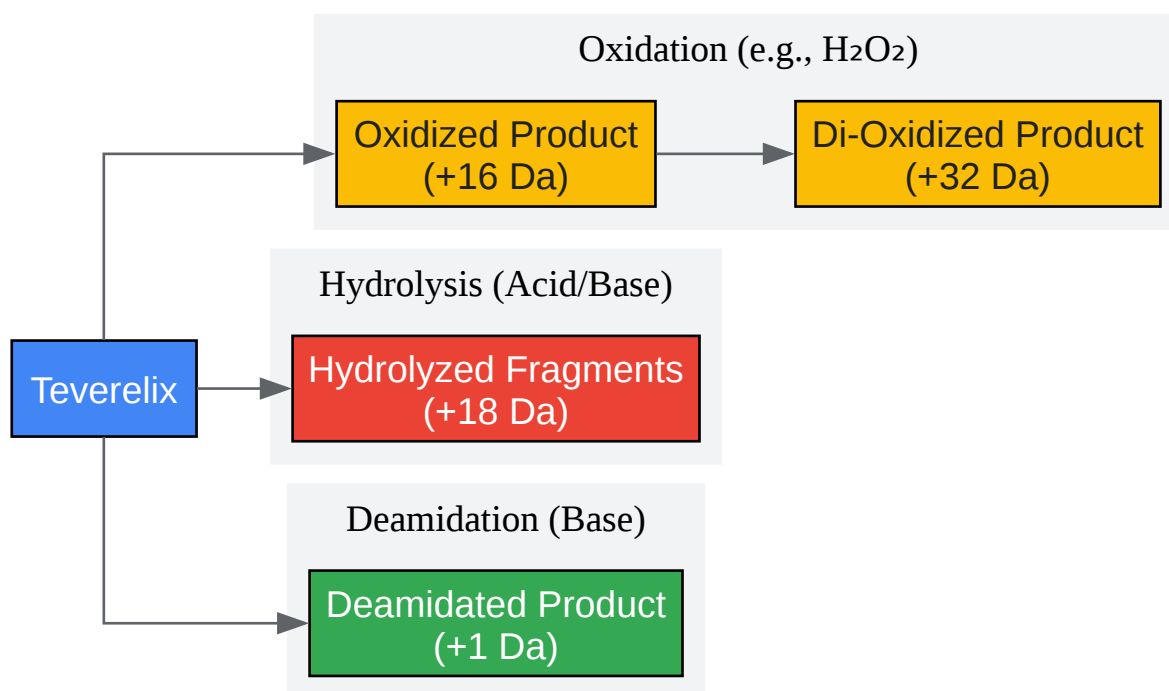 Oxidation (e.g., H₂O₂)
Oxidized Product
(+16 Da)
Di-Oxidized Product
(+32 Da)
Hydrolysis (Acid/Base)
Hydrolyzed Fragments
(+18 Da)
Teverelix
Deamidation (Base)
Deamidated Product
(+1 Da)